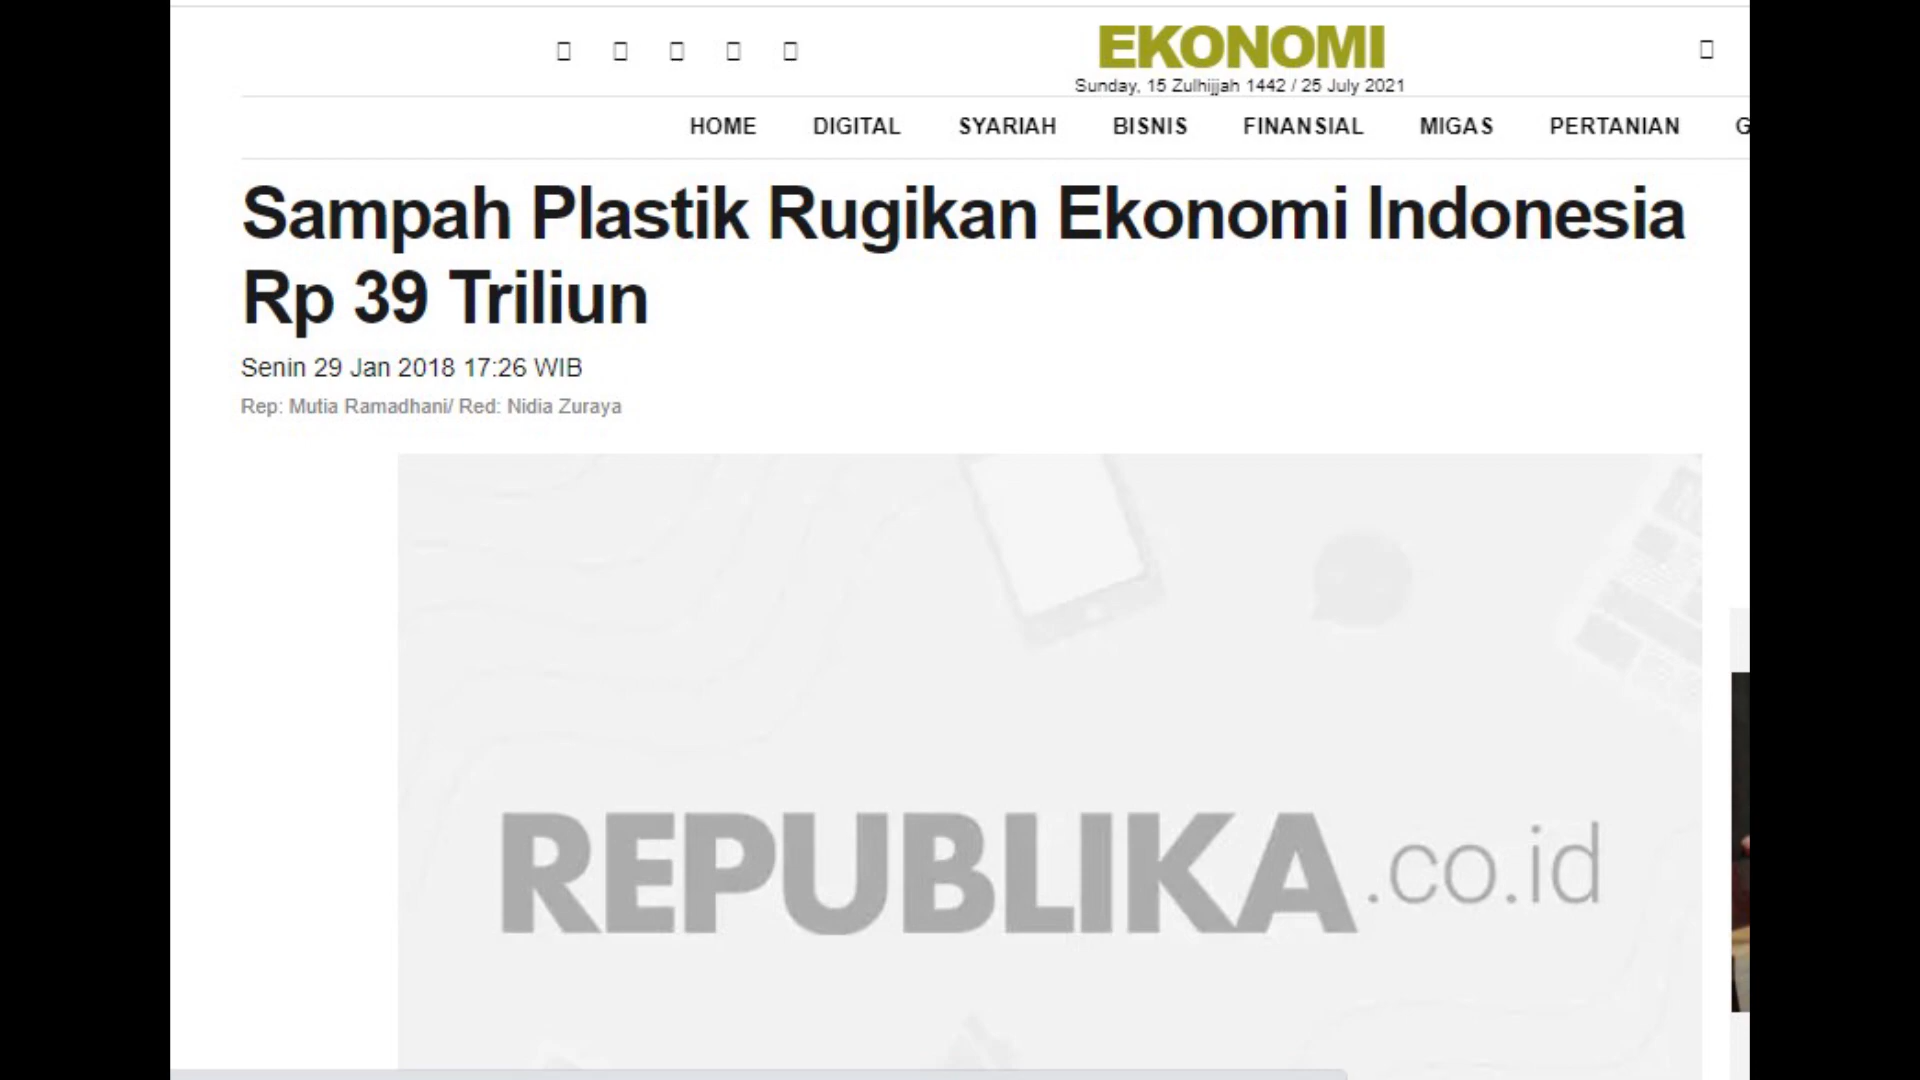 EKONOMI
Sunday, 15 Zulhijjah 1442 / 25 July 2021
HOME DIGITAL SYARIAH BISNIS FINANSIAL MIGAS PERTANIAN G
Sampah Plastik Rugikan Ekonomi Indonesia
Rp 39 Triliun
Senin 29 Jan 2018 17:26 WIB
Rep: Mutia Ramadhani/ Red: Nidia Zuraya
REPUBLIKA.co.id